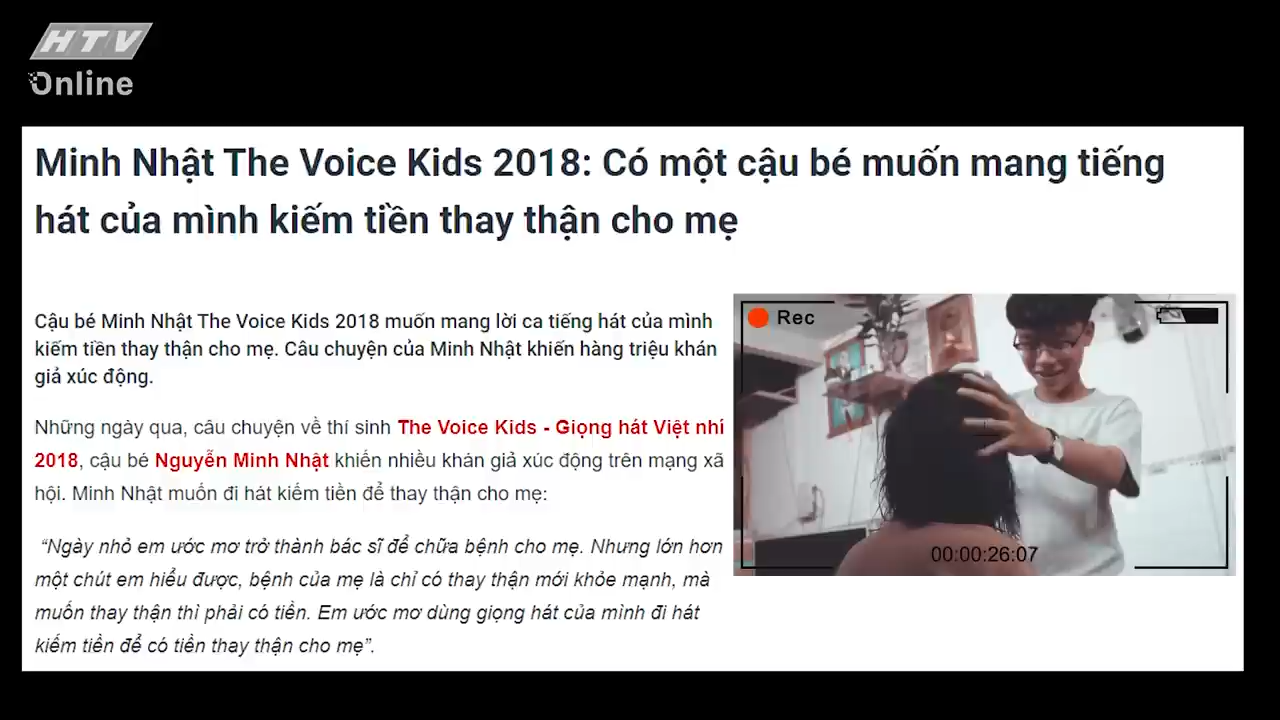 HTV
Online
Minh Nhật The Voice Kids 2018: Có một cậu bé muốn mang tiếng
hát của mình kiếm tiền thay thận cho mẹ
Cậu bé Minh Nhật The Voice Kids 2018 muốn mang lời ca tiếng hát của mình
kiếm tiền thay thận cho mẹ. Câu chuyện của Minh Nhật khiến hàng triệu khán
giả xúc động.
Những ngày qua, câu chuyện về thí sinh The Voice Kids - Giọng hát Việt nhí
2018, cậu bé Nguyễn Minh Nhật khiến nhiều khán giả xúc động trên mạng xã
hội. Minh Nhật muốn đi hát kiếm tiền để thay thận cho mẹ:
“Ngày nhỏ em ước mơ trở thành bác sĩ để chữa bệnh cho mẹ. Nhưng lớn hơn
một chút em hiểu được, bệnh của mẹ là chỉ có thay thận mới khỏe mạnh, mà
muốn thay thận thì phải có tiền. Em ước mơ dùng giọng hát của mình đi hát
kiếm tiền để có tiền thay thận cho mẹ”.
Rec
00:00:26:07